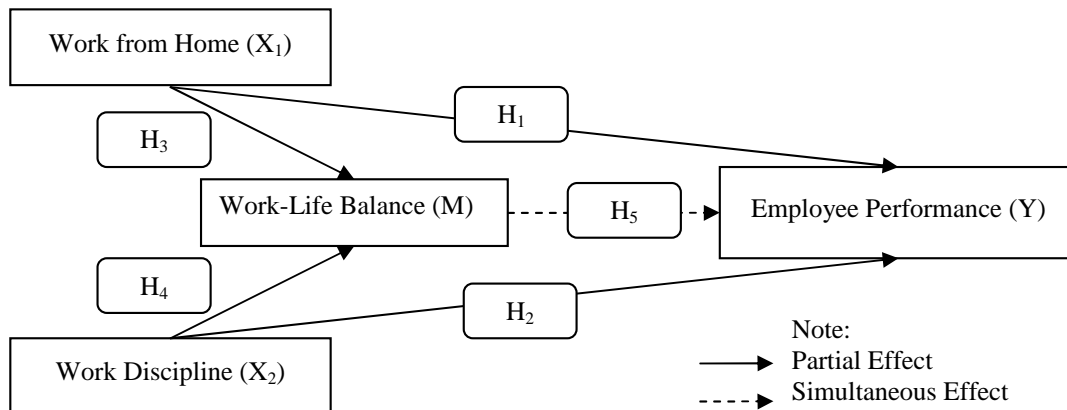 Work from Home (X₁)
H₁
H₃
Work-Life Balance (M)
H₅
Employee Performance (Y)
H₄
H₂
Work Discipline (X₂)
Note:
Partial Effect
Simultaneous Effect